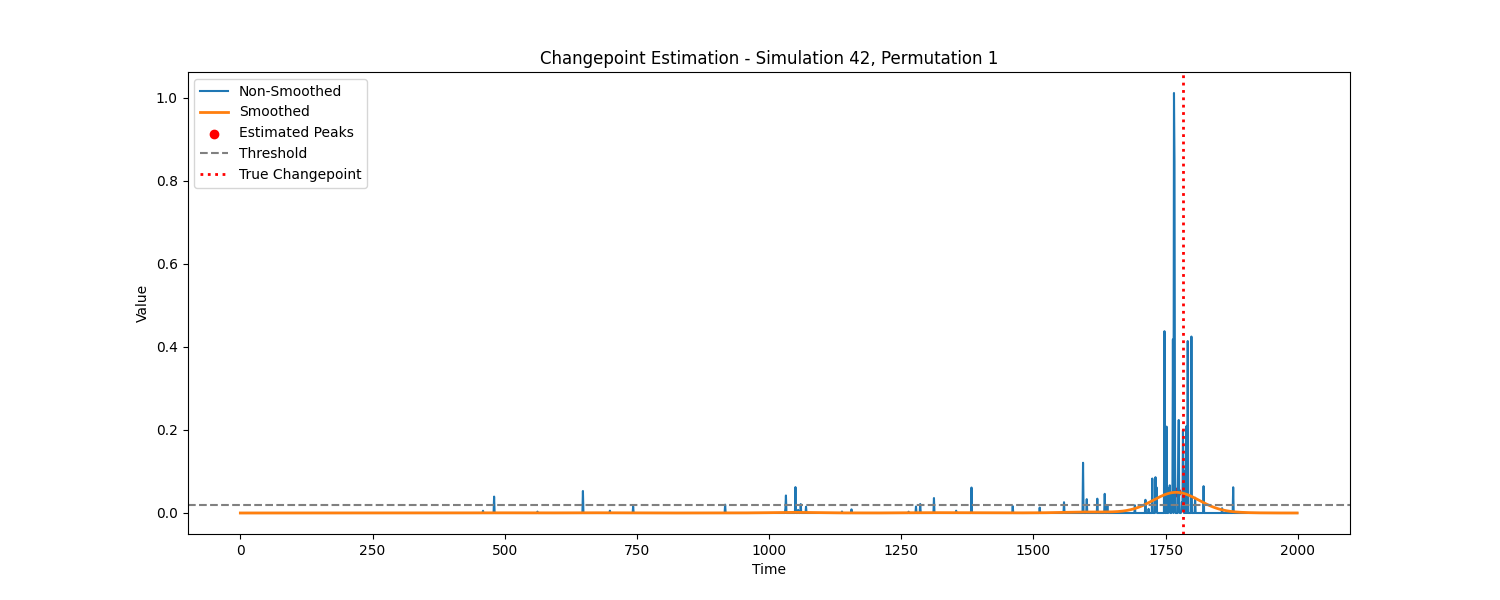 Changepoint Estimation - Simulation 42, Permutation 1
Non-Smoothed
Smoothed
Estimated Peaks
Threshold
True Changepoint
Value
1.0
0.8
0.6
0.4
0.2
0.0
0 250 500 750 1000 1250 1500 1750 2000
Time